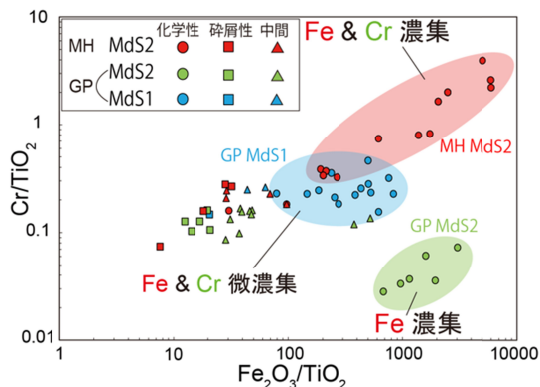 Fe & Cr 濃集
化学性 砕屑性 中間
MH MdS2
GP MdS2
MdS1
GP MdS1
MH MdS2
GP MdS2
Fe & Cr 微濃集
Fe 濃集
10
1
0.1
0.01
Cr/TiO2
1 10 100 1000 10000
Fe2O3/TiO2